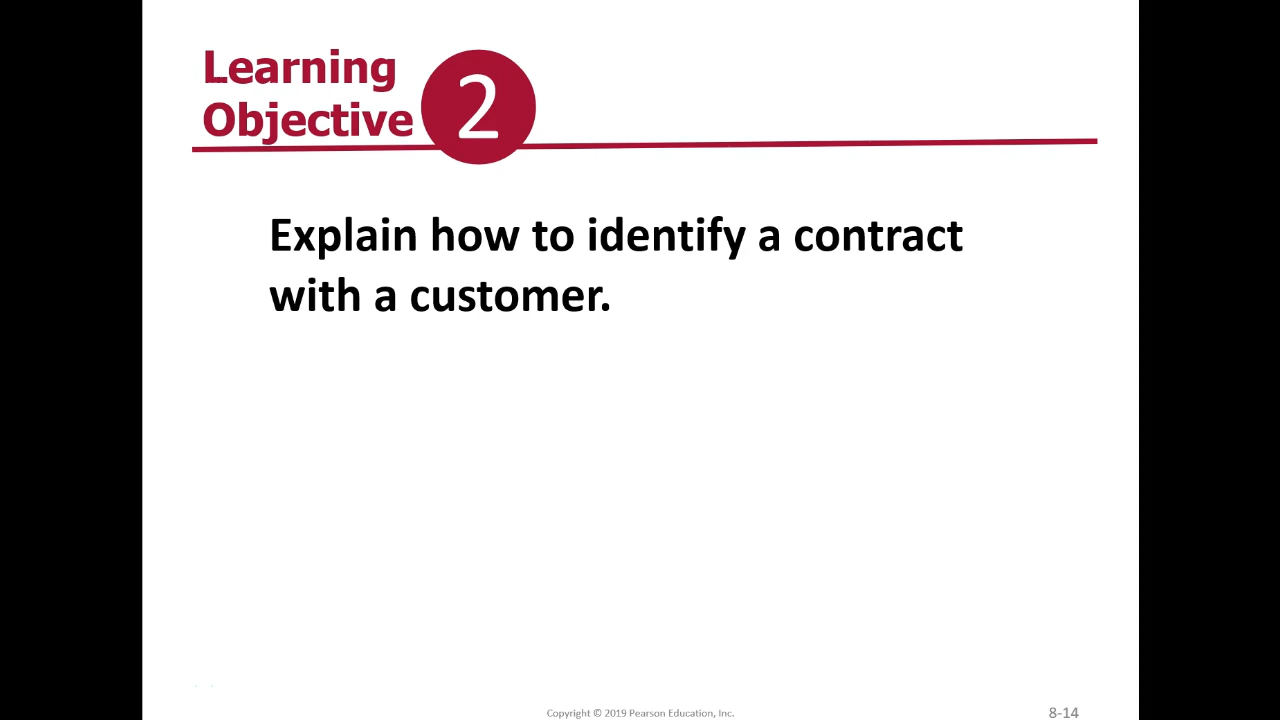 Learning
Objective 2
Explain how to identify a contract
with a customer.
Copyright © 2019 Pearson Education, Inc.
8-14